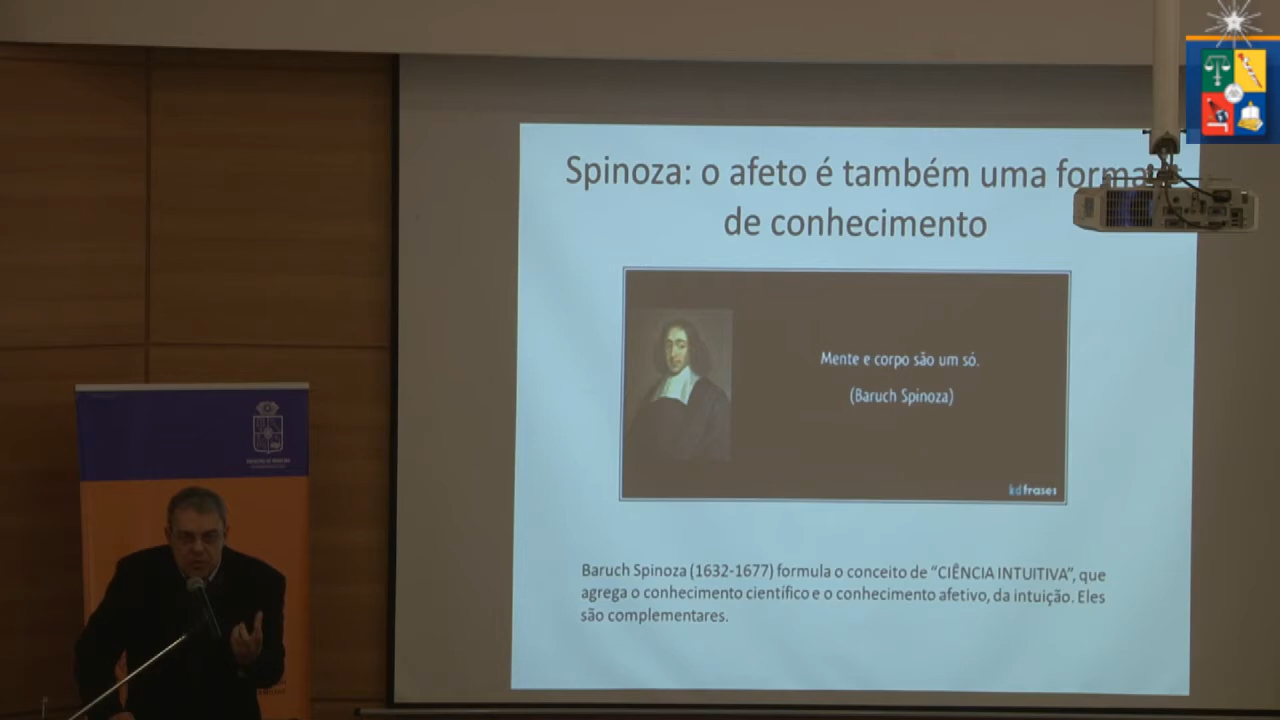 Spinoza: o afeto é também uma forma
de conhecimento
Mente e corpo são um só.
(Baruch Spinoza)
kdfrases
Baruch Spinoza (1632-1677) formula o conceito de “CIÊNCIA INTUITIVA”, que
agrega o conhecimento científico e o conhecimento afetivo, da intuição. Eles
são complementares.